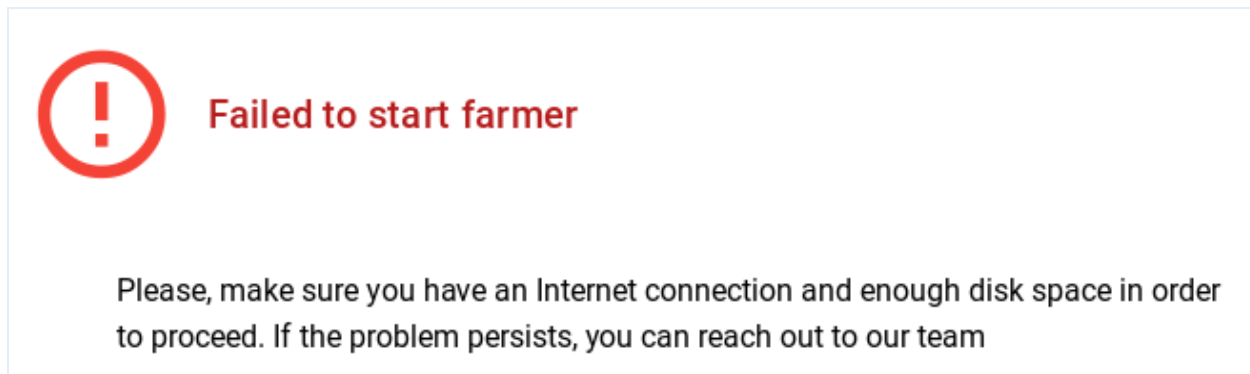 Failed to start farmer
Please, make sure you have an Internet connection and enough disk space in order
to proceed. If the problem persists, you can reach out to our team